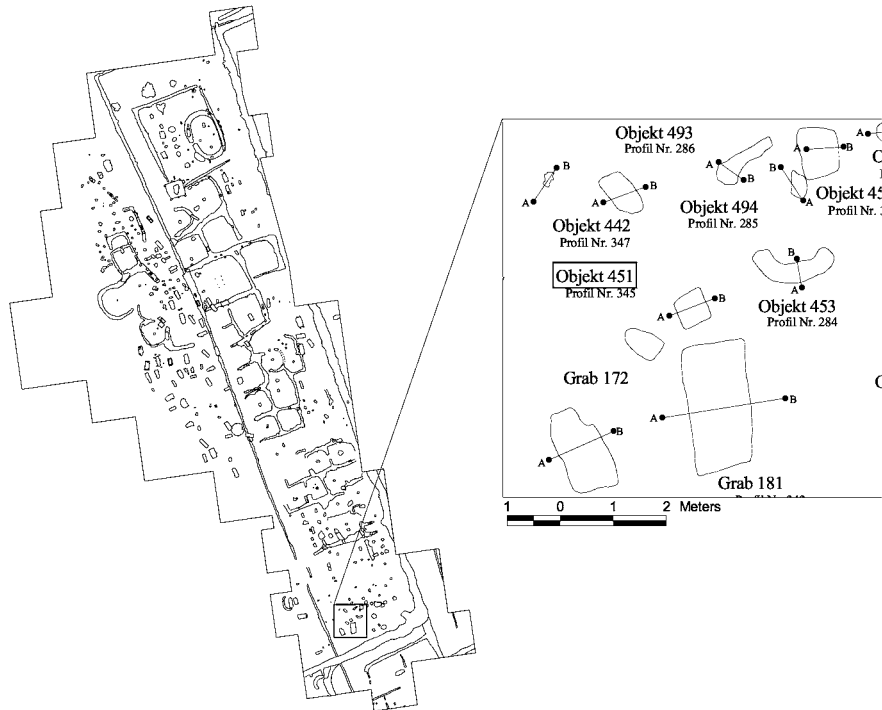 Objekt 493
Profil Nr. 286
A B
A B
A B
A B
B A
A
Objekt 442
Profil Nr. 347
Objekt 494
Profil Nr. 285
Objekt 451
Profil Nr. 345
B
A
Objekt 453
Profil Nr. 284
A B
Grab 172
A B
A B
Grab 181
1 0 1 2 Meters